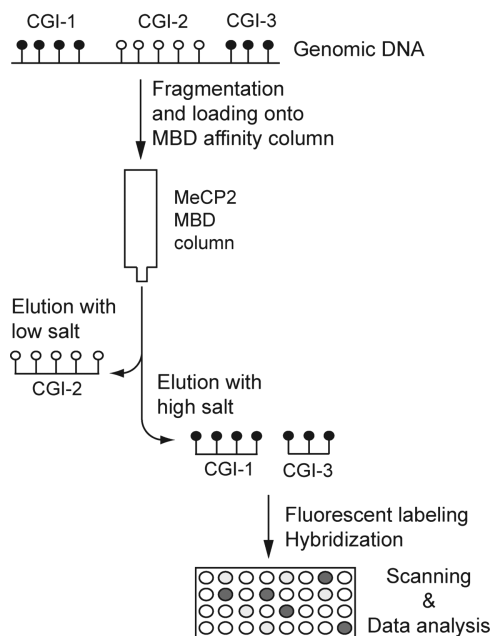 CGI-1 CGI-2 CGI-3
Genomic DNA
Fragmentation
and loading onto
MBD affinity column
MeCP2
MBD
column
Elution with
low salt
CGI-2
Elution with
high salt
CGI-1 CGI-3
Fluorescent labeling
Hybridization
Scanning
&
Data analysis